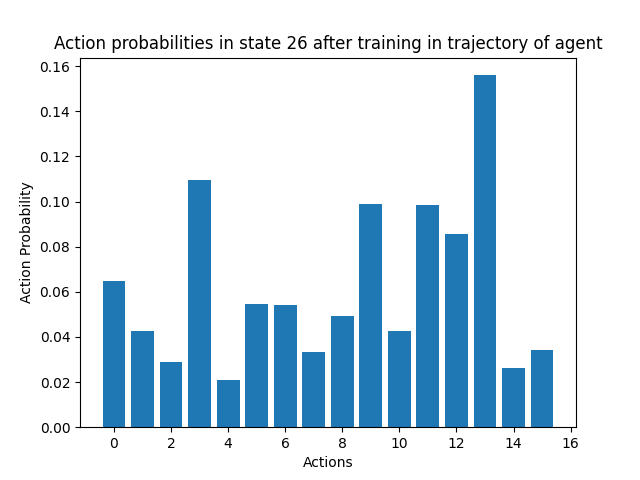 Action probabilities in state 26 after training in trajectory of agent
0.16
0.14
0.12
0.10
0.08
0.06
0.04
0.02
0.00
Action Probability
0 2 4 6 8 10 12 14 16
Actions